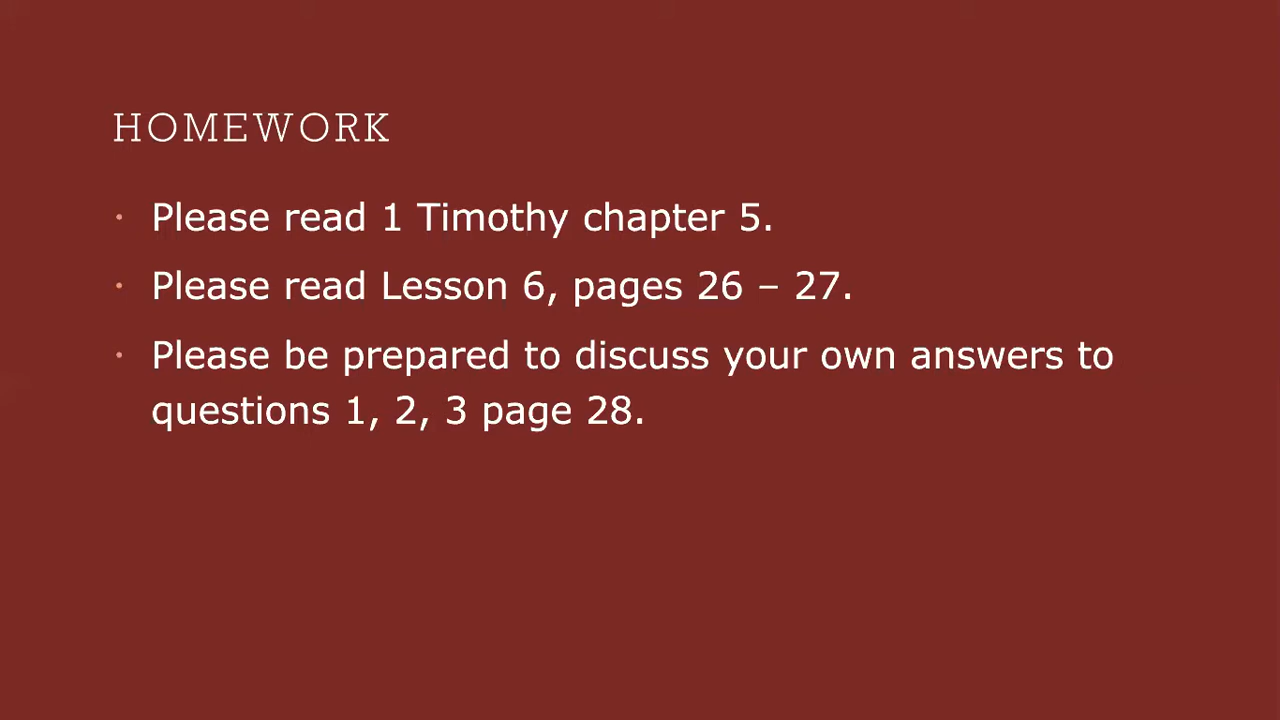 HOMEWORK
· Please read 1 Timothy chapter 5.
· Please read Lesson 6, pages 26 – 27.
· Please be prepared to discuss your own answers to
questions 1, 2, 3 page 28.